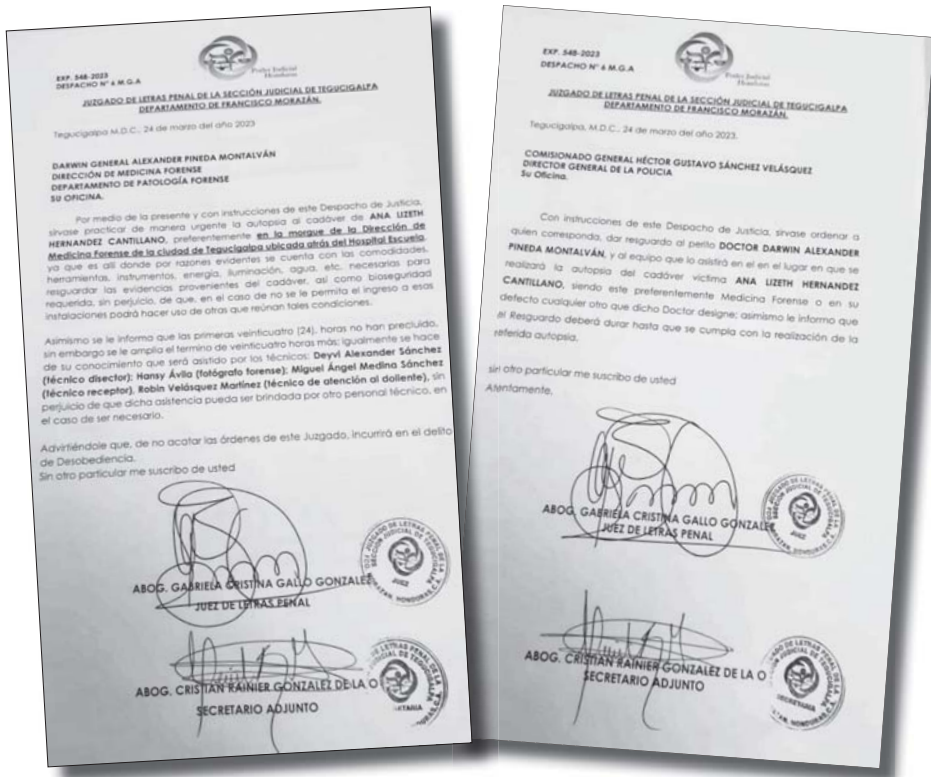 EXP. 548-2023
DESPACHO N° 6 M.G.A
Poder Judicial
Honduras
JUZGADO DE LETRAS PENAL DE LA SECCIÓN JUDICIAL DE TEGUCIGALPA
DEPARTAMENTO DE FRANCISCO MORAZÁN.
Tegucigalpa M.D.C., 24 de marzo del año 2023
DARWIN GENERAL ALEXANDER PINEDA MONTALVÁN
DIRECCIÓN DE MEDICINA FORENSE
DEPARTAMENTO DE PATOLOGÍA FORENSE
SU OFICINA.
Por medio de la presente y con instrucciones de este Despacho de Justicia,
sírvase practicar de manera urgente la autopsia al cadáver de ANA LIZETH
HERNANDEZ CANTILLANO, preferentemente en la morgue de la Dirección de
Medicina Forense de la ciudad de Tegucigalpa ubicada atrás del Hospital Escuela,
ya que es allí donde por razones evidentes se cuenta con las comodidades,
herramientas, instrumentos, energía, iluminación, agua, etc. necesarias para
resguardar las evidencias provenientes del cadáver, así como bioseguridad
requerida, sin perjuicio, de que, en el caso de no se le permita el ingreso a esas
instalaciones podrá hacer uso de otras que reúnan tales condiciones.
Asimismo se le informa que las primeras veinticuatro (24), horas no han precluido,
sin embargo se le amplia el termino de veinticuatro horas más; igualmente se hace
de su conocimiento que será asistido por los técnicos: Deyvi Alexander Sánchez
(técnico disector); Hansy Ávila (fotógrafo forense); Miguel Ángel Medina Sánchez
(técnico receptor), Robin Velásquez Martínez (técnico de atención al doliente), sin
perjuicio de que dicha asistencia pueda ser brindada por otro personal técnico, en
el caso de ser necesario.
Advirtiéndole que, de no acatar las órdenes de este Juzgado, incurrirá en el delito
de Desobediencia.
Sin otro particular me suscribo de usted
ABOG. GABRIELA CRISTINA GALLO GONZALEZ
JUEZ DE LETRAS PENAL
JUEZ
ABOG. CRISTIAN RAINIER GONZALEZ DE LA O
SECRETARIO ADJUNTO
EXP. 548-2023
DESPACHO N° 6 M.G.A
Poder Judicial
Honduras
JUZGADO DE LETRAS PENAL DE LA SECCIÓN JUDICIAL DE TEGUCIGALPA
DEPARTAMENTO DE FRANCISCO MORAZÁN.
Tegucigalpa, M.D.C., 24 de marzo del año 2023.
COMISIONADO GENERAL HÉCTOR GUSTAVO SÁNCHEZ VELÁSQUEZ
DIRECTOR GENERAL DE LA POLICIA
Su Oficina.
Con instrucciones de este Despacho de Justicia, sírvase ordenar a
quien corresponda, dar resguardo al perito DOCTOR DARWIN ALEXANDER
PINEDA MONTALVÁN, y al equipo que lo asistirá en el en el lugar en que se
realizará la autopsia del cadáver victima ANA LIZETH HERNANDEZ
CANTILLANO, siendo este preferentemente Medicina Forense o en su
defecto cualquier otro que dicho Doctor designe; asimismo le informo que
el Resguardo deberá durar hasta que se cumpla con la realización de la
referida autopsia.
sin otro particular me suscribo de usted
Atentamente,
ABOG. GABRIELA CRISTINA GALLO GONZALEZ
JUEZ DE LETRAS PENAL
JUEZ
ABOG. CRISTIAN RAINIER GONZALEZ DE LA O
SECRETARIO ADJUNTO
SECRETARIA